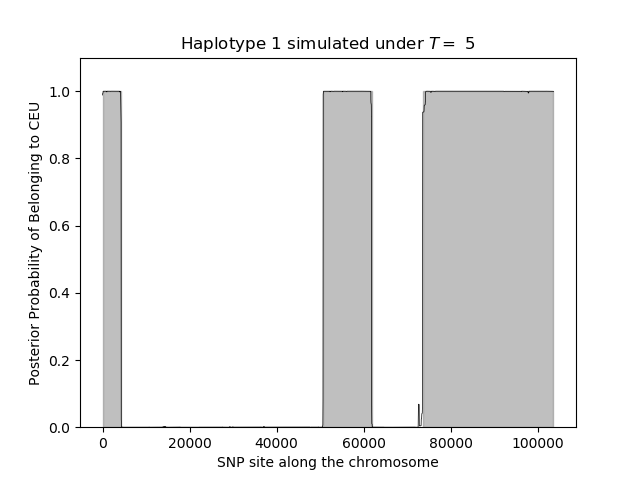 Haplotype 1 simulated under T = 5
Posterior Probability of Belonging to CEU
1.0
0.8
0.6
0.4
0.2
0.0
0 20000 40000 60000 80000 100000
SNP site along the chromosome